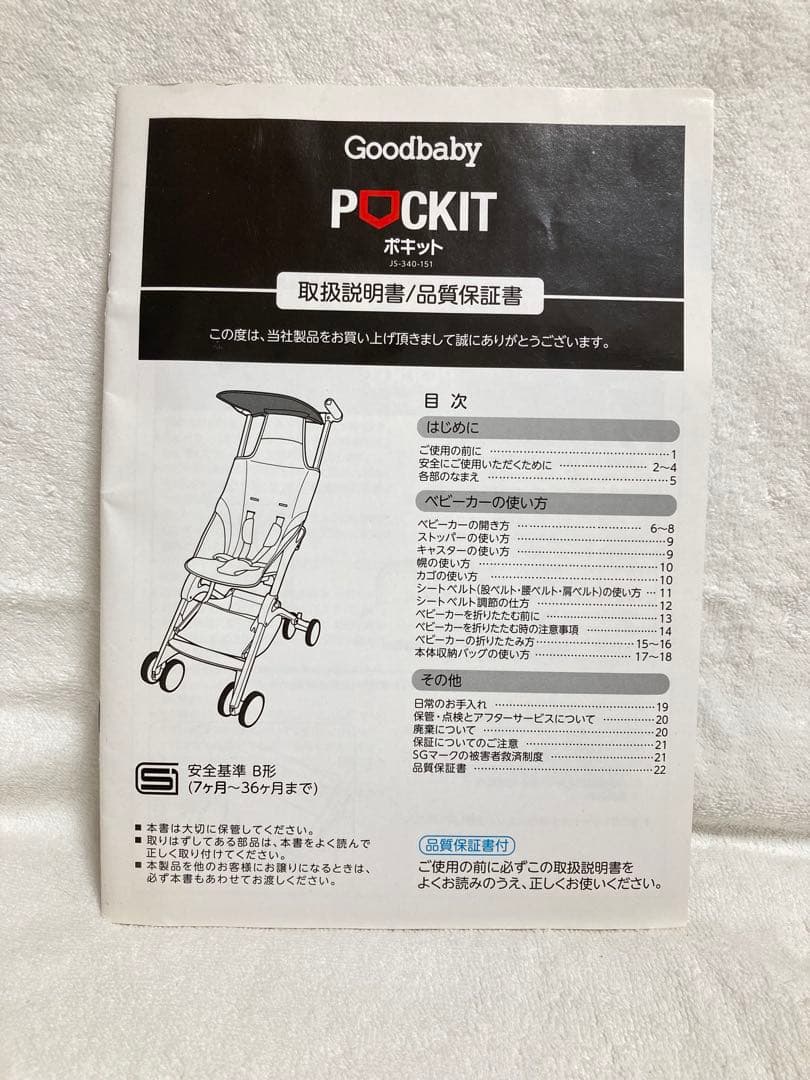 Goodbaby
POCKIT
ポキット
JS-340-151
取扱説明書/品質保証書
この度は、当社製品をお買い上げ頂きまして誠にありがとうございます。
目 次
はじめに
ご使用の前に ……………………………………1
安全にご使用いただくために ………………… 2〜4
各部のなまえ ……………………………………5
ベビーカーの使い方
ベビーカーの開き方 ………………………… 6〜8
ストッパーの使い方 ……………………………9
キャスターの使い方 ……………………………9
幌の使い方 ……………………………………10
カゴの使い方 …………………………………10
シートベルト(股ベルト・腰ベルト・肩ベルト)の使い方 … 11
シートベルト調節の仕方 ……………………… 12
ベビーカーを折りたたむ前に ………………… 13
ベビーカーを折りたたむ時の注意事項 ………… 14
ベビーカーの折りたたみ方 ………………15〜16
本体収納バッグの使い方 …………………17〜18
その他
日常のお手入れ ………………………………19
保管・点検とアフターサービスについて ………20
廃棄について …………………………………20
保証についてのご注意 ………………………21
SGマークの被害者救済制度 …………………21
品質保証書 ……………………………………22
安全基準 B形
(7ヶ月〜36ヶ月まで)
■ 本書は大切に保管してください。
■ 取りはずしてある部品は、本書をよく読んで
正しく取り付けてください。
■ 本製品を他のお客様にお譲りになるときは、
必ず本書もあわせてお渡しください。
品質保証書付
ご使用の前に必ずこの取扱説明書を
よくお読みのうえ、正しくお使いください。